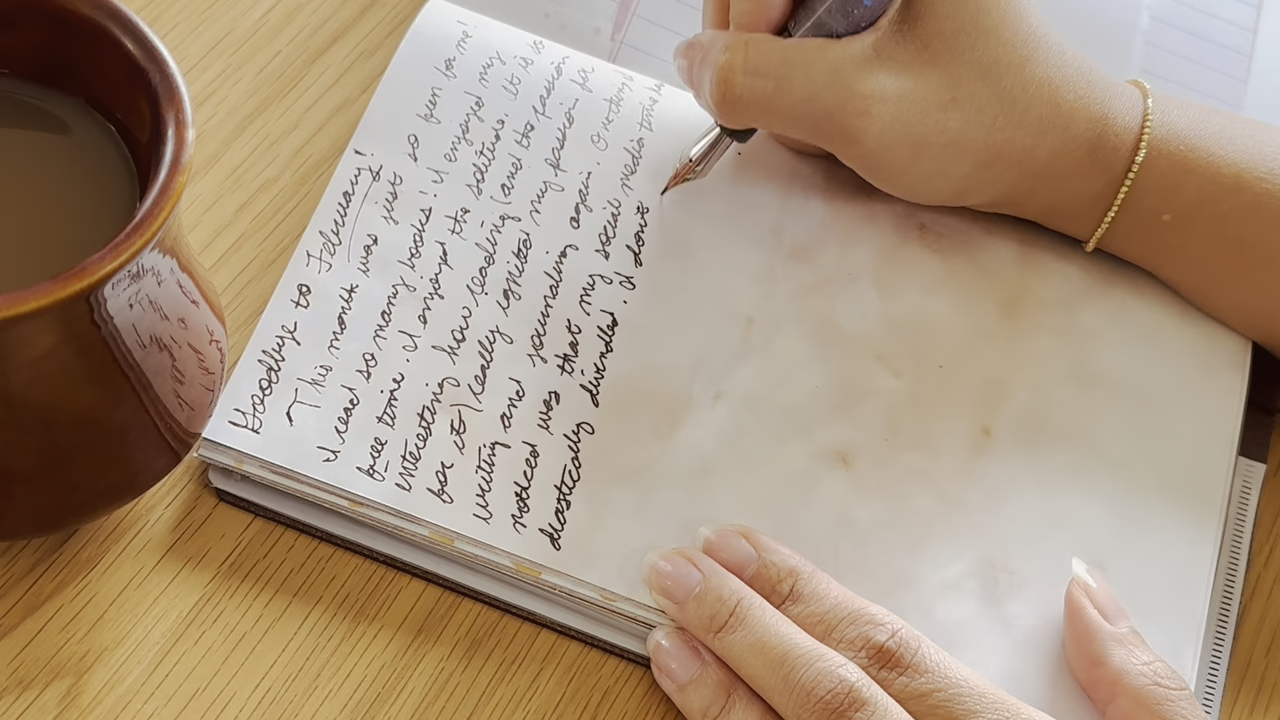 Goodbye to February!
This month was just so fun for me!
I read so many books! I enjoyed my
free time. I enjoyed the solitude. It is so
interesting how reading (and the passion
for it) really ignited my passion for
writing and journaling again. One thing I
noticed was that my social media time has
drastically diwndled. I don't